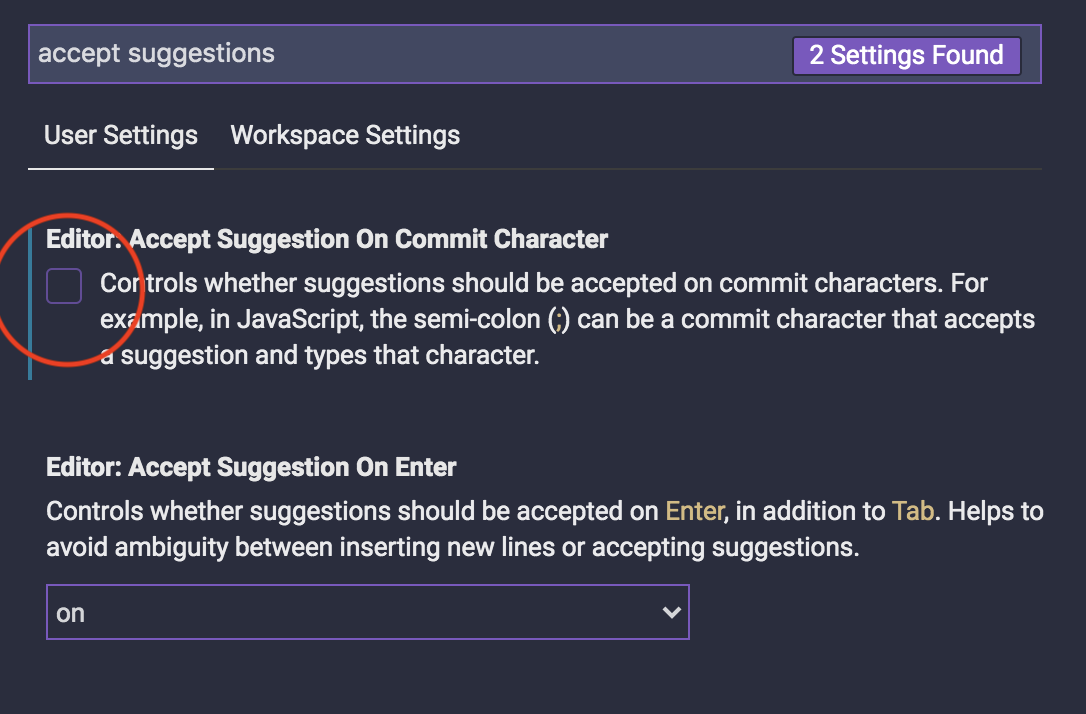 accept suggestions
2 Settings Found
User Settings
Workspace Settings
Editor: Accept Suggestion On Commit Character
Controls whether suggestions should be accepted on commit characters. For
example, in JavaScript, the semi-colon (;) can be a commit character that accepts
a suggestion and types that character.
Editor: Accept Suggestion On Enter
Controls whether suggestions should be accepted on Enter, in addition to Tab. Helps to
avoid ambiguity between inserting new lines or accepting suggestions.
on